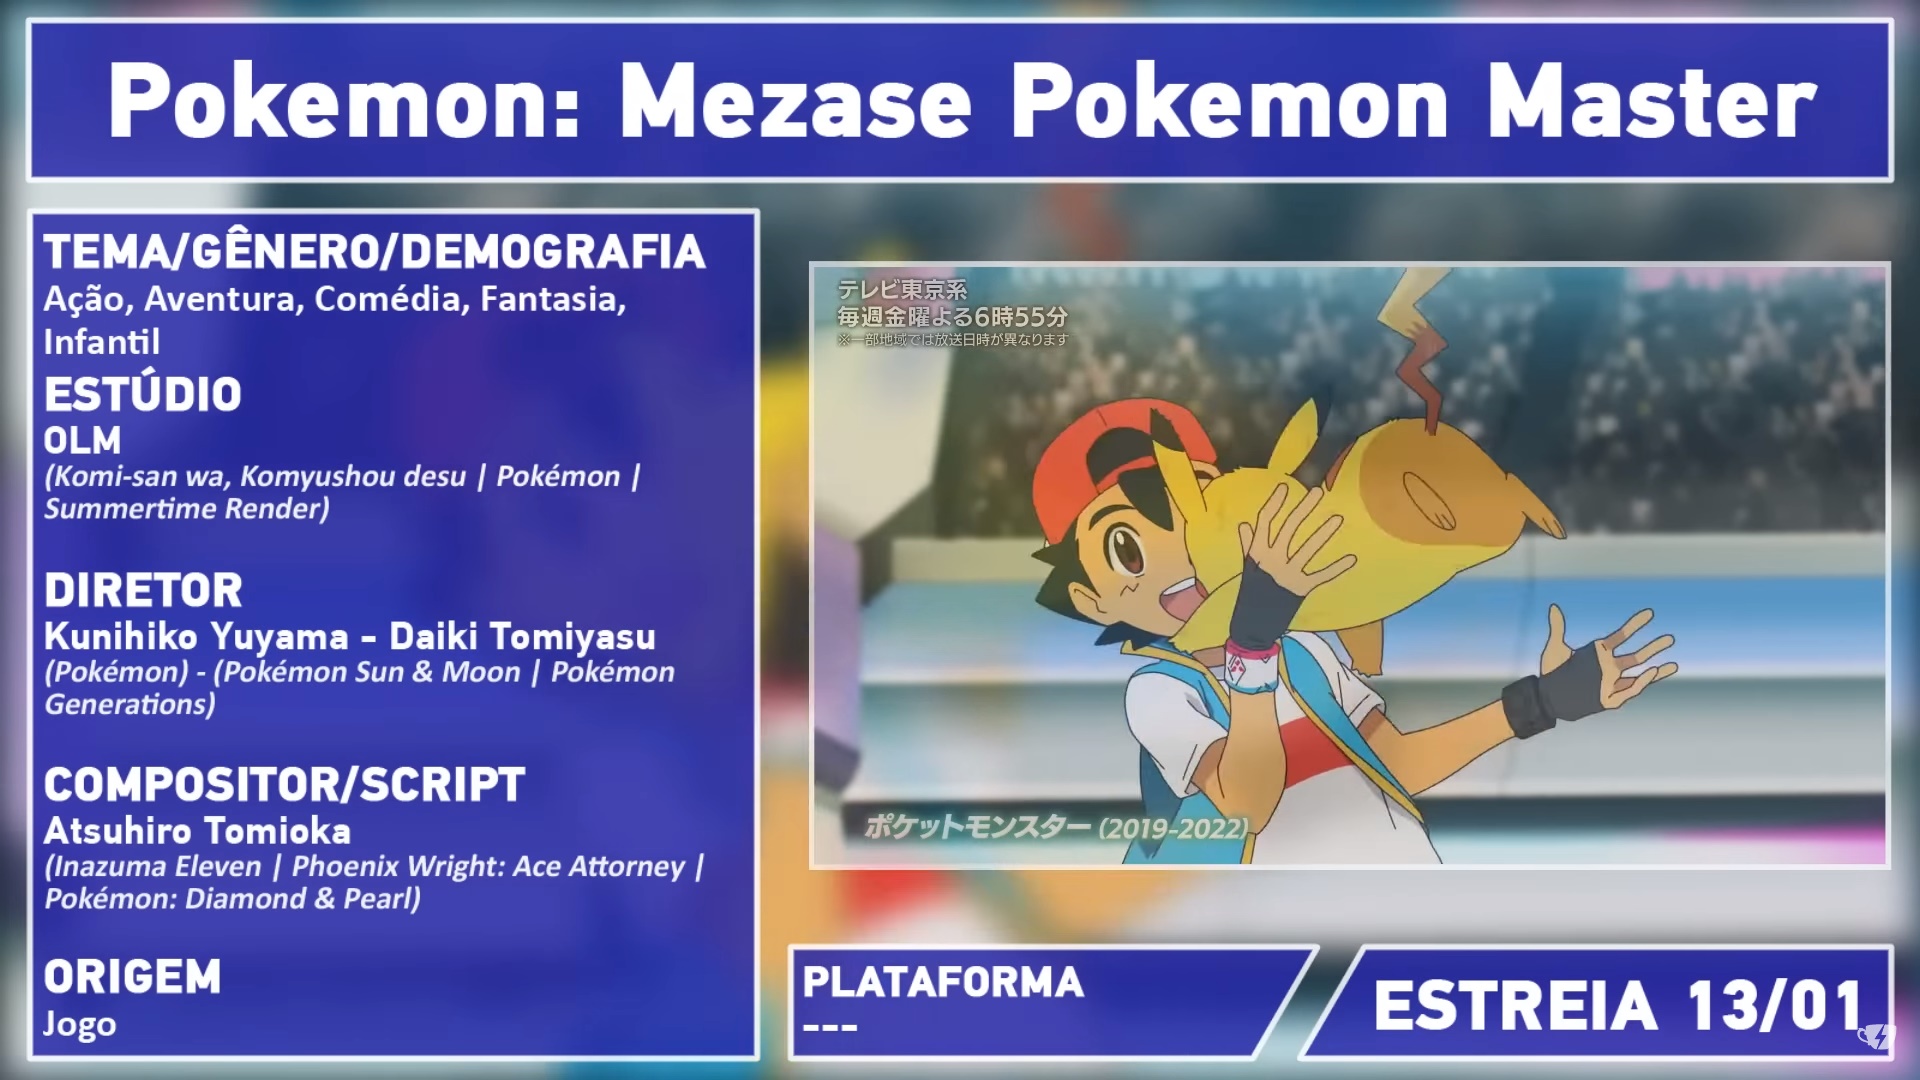 Pokemon: Mezase Pokemon Master
TEMA/GÊNERO/DEMOGRAFIA
Ação, Aventura, Comédia, Fantasia,
Infantil
ESTÚDIO
OLM
(Komi-san wa, Komyushou desu | Pokémon |
Summertime Render)
DIRETOR
Kunihiko Yuyama - Daiki Tomiyasu
(Pokémon) - (Pokémon Sun & Moon | Pokémon
Generations)
COMPOSITOR/SCRIPT
Atsuhiro Tomioka
(Inazuma Eleven | Phoenix Wright: Ace Attorney |
Pokémon: Diamond & Pearl)
ORIGEM
Jogo
テレビ東京系
毎週金曜よる6時55分
※一部地域では放送日時が異なります
ポケットモンスター (2019-2022)
PLATAFORMA
---
ESTREIA 13/01